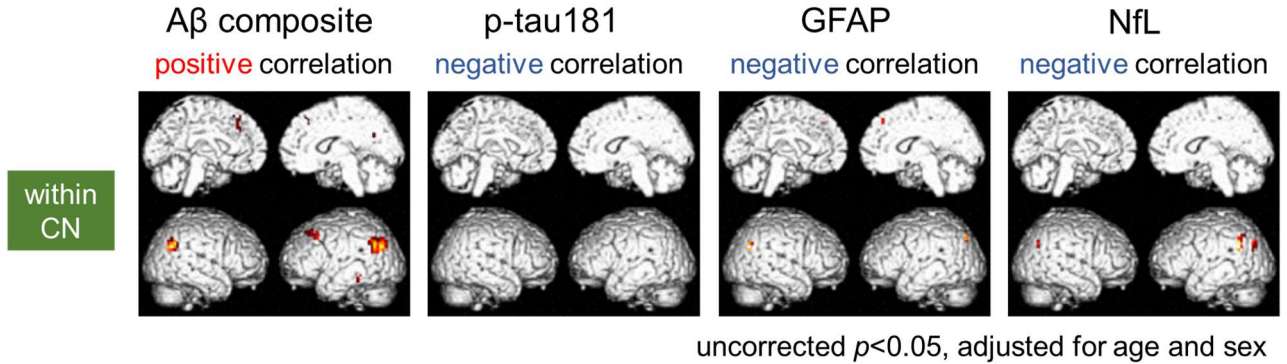 Aβ composite
positive correlation
p-tau181
negative correlation
GFAP
negative correlation
NfL
negative correlation
within
CN
uncorrected p<0.05, adjusted for age and sex